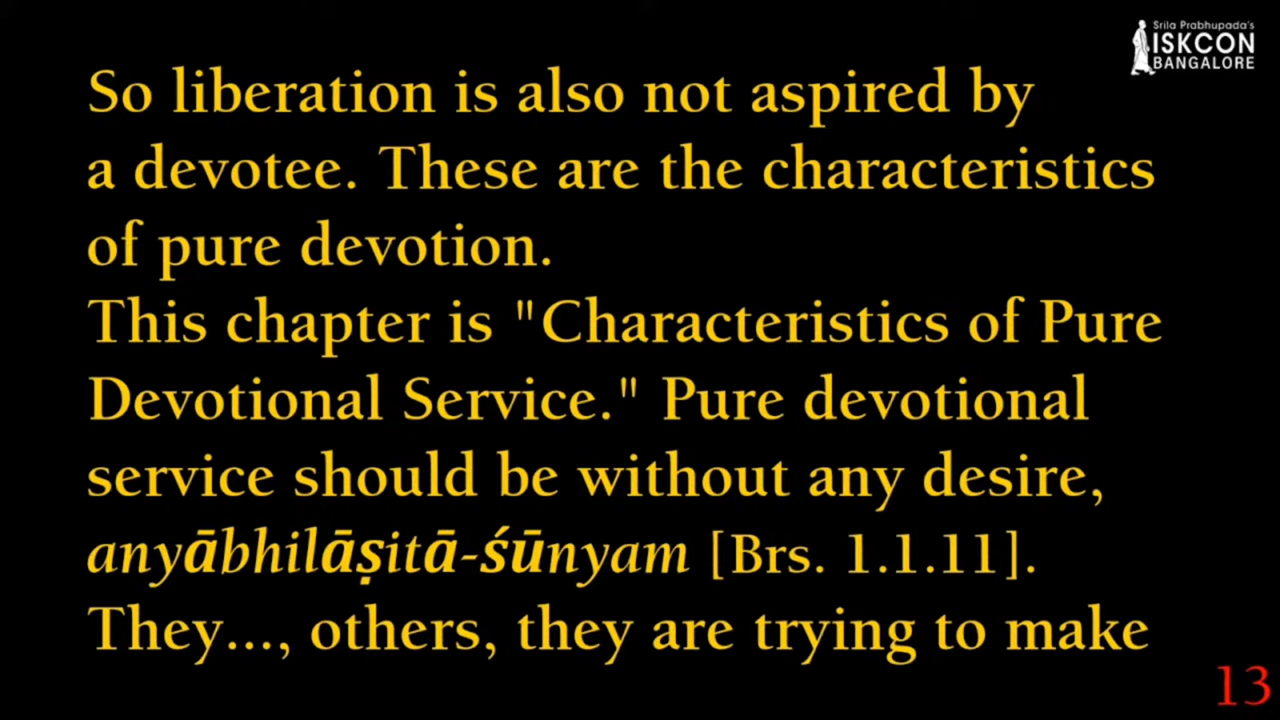 Srila Prabhupada's
ISKCON
BANGALORE
So liberation is also not aspired by
a devotee. These are the characteristics
of pure devotion.
This chapter is "Characteristics of Pure
Devotional Service." Pure devotional
service should be without any desire,
anyābhilāṣitā-śūnyam [Brs. 1.1.11].
They..., others, they are trying to make
13